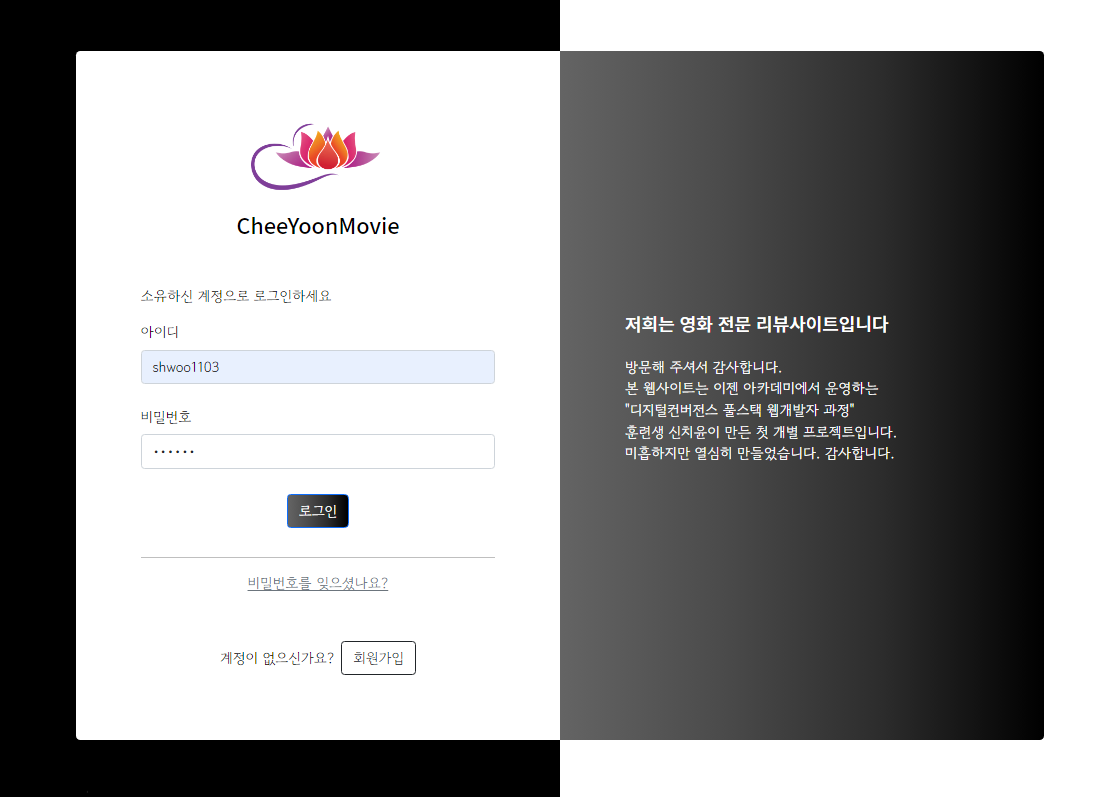 CheeYoonMovie
소유하신 계정으로 로그인하세요
아이디
shwoo1103
비밀번호
••••••
로그인
비밀번호를 잊으셨나요?
계정이 없으신가요? 회원가입
저희는 영화 전문 리뷰사이트입니다
방문해 주셔서 감사합니다.
본 웹사이트는 이젠 아카데미에서 운영하는
"디지털컨버전스 풀스택 웹개발자 과정"
훈련생 신치윤이 만든 첫 개별 프로젝트입니다.
미흡하지만 열심히 만들었습니다. 감사합니다.